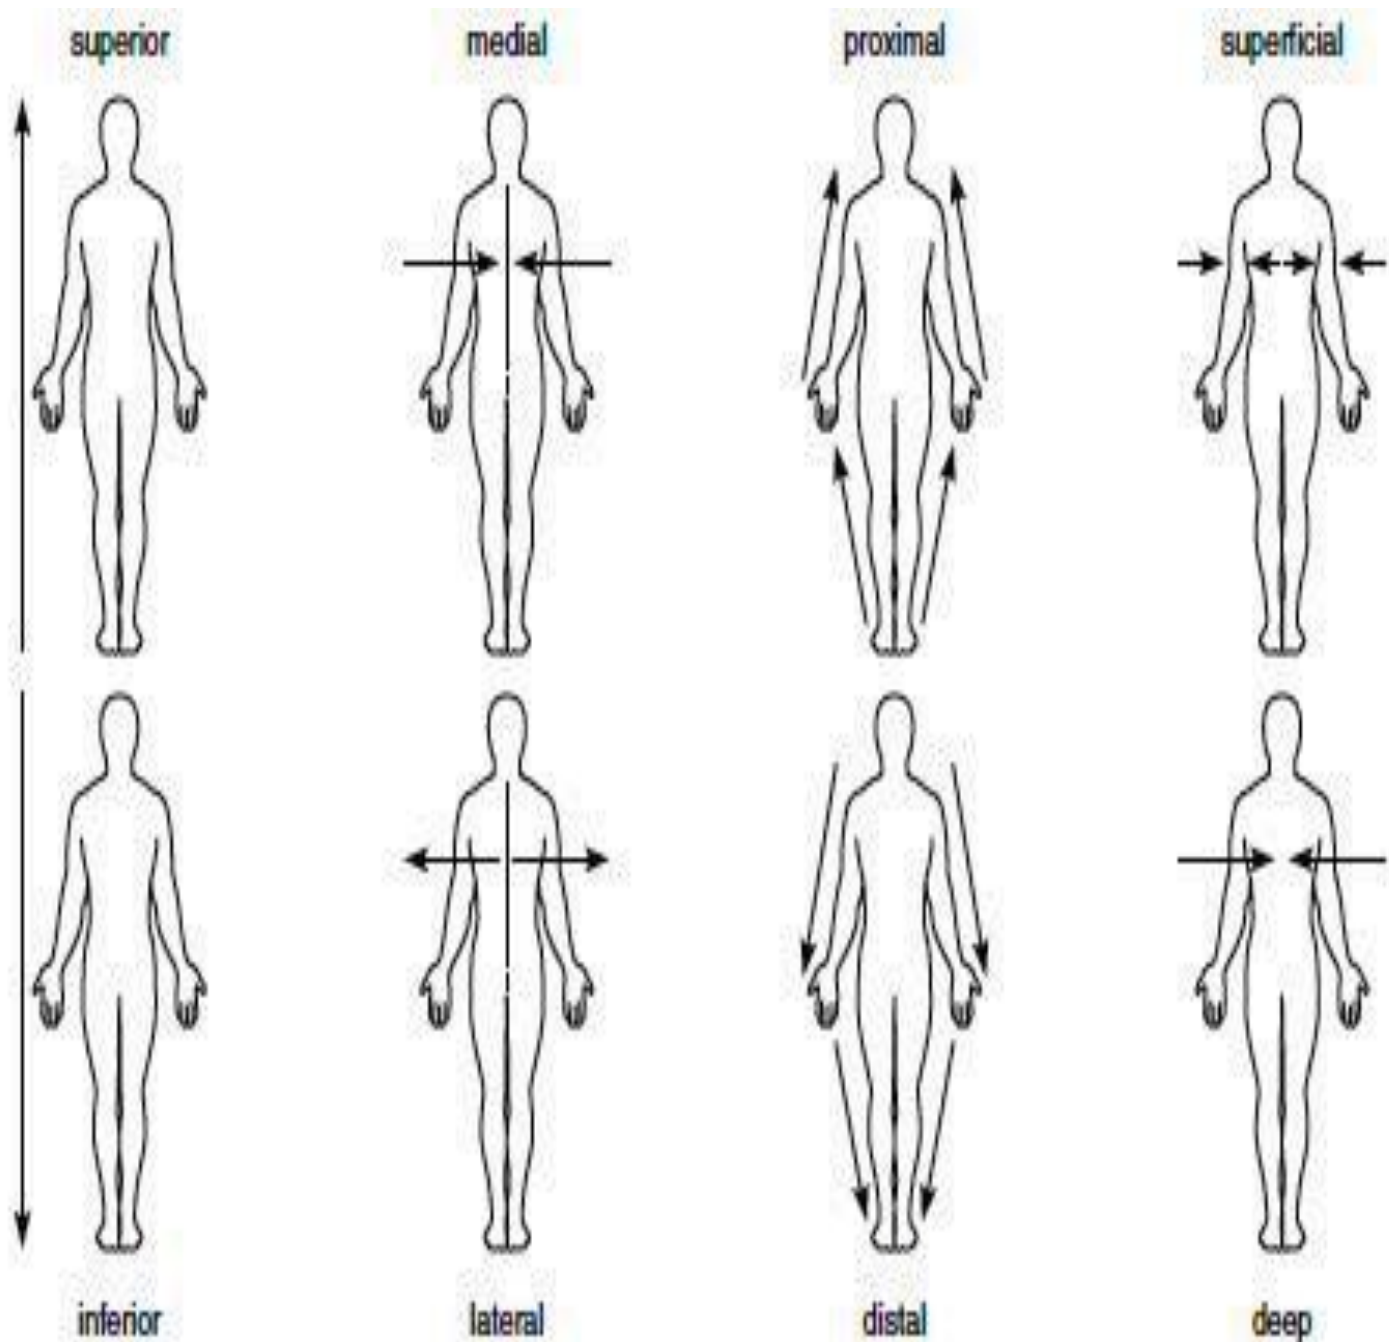 superior
medial
proximal
superficial
inferior
lateral
distal
deep